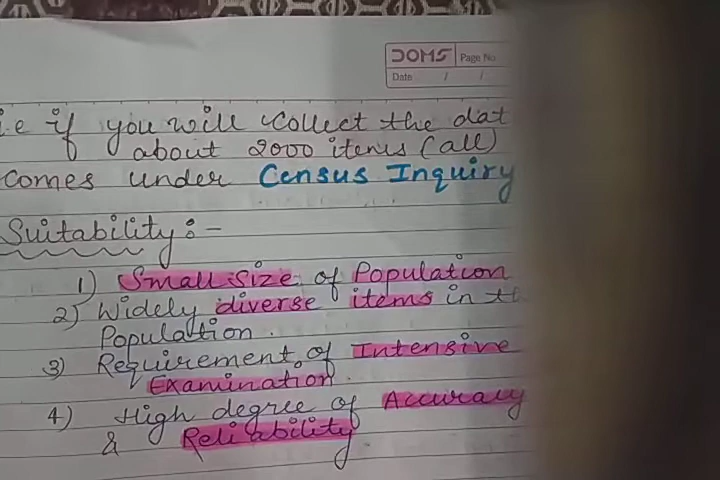 DOMS Page No
Date / /
i.e if you will collect the dat
about 2000 items (all)
comes under Census Inquiry
Suitability:-
1) Small size of Population
2) Widely diverse items in th
Population.
3) Requirement of Intensive
Examination.
4) High degree of Accuracy
& Reliability